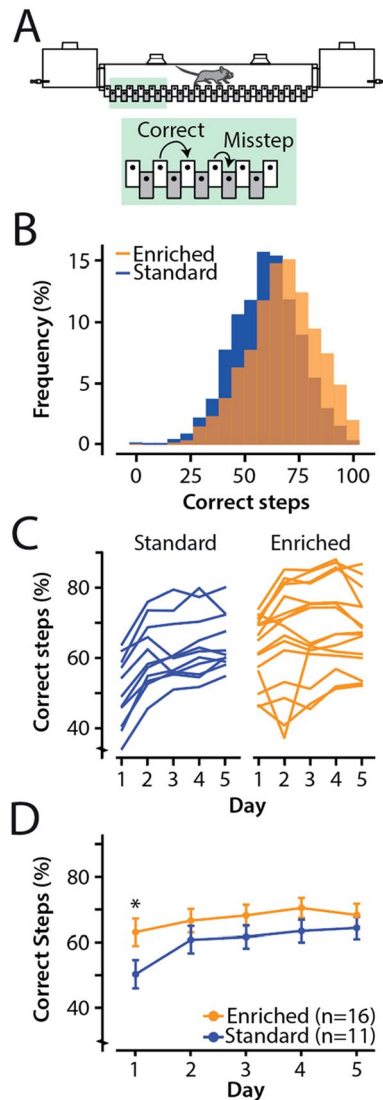 A
Correct
Misstep
B
Enriched
Standard
15
10
5
0
Frequency (%)
0 25 50 75 100
Correct steps
C
Standard Enriched
80
60
40
Correct steps (%)
1 2 3 4 5 1 2 3 4 5
Day
D
80
60
40
Correct Steps (%)
*
Enriched (n=16)
Standard (n=11)
1 2 3 4 5
Day